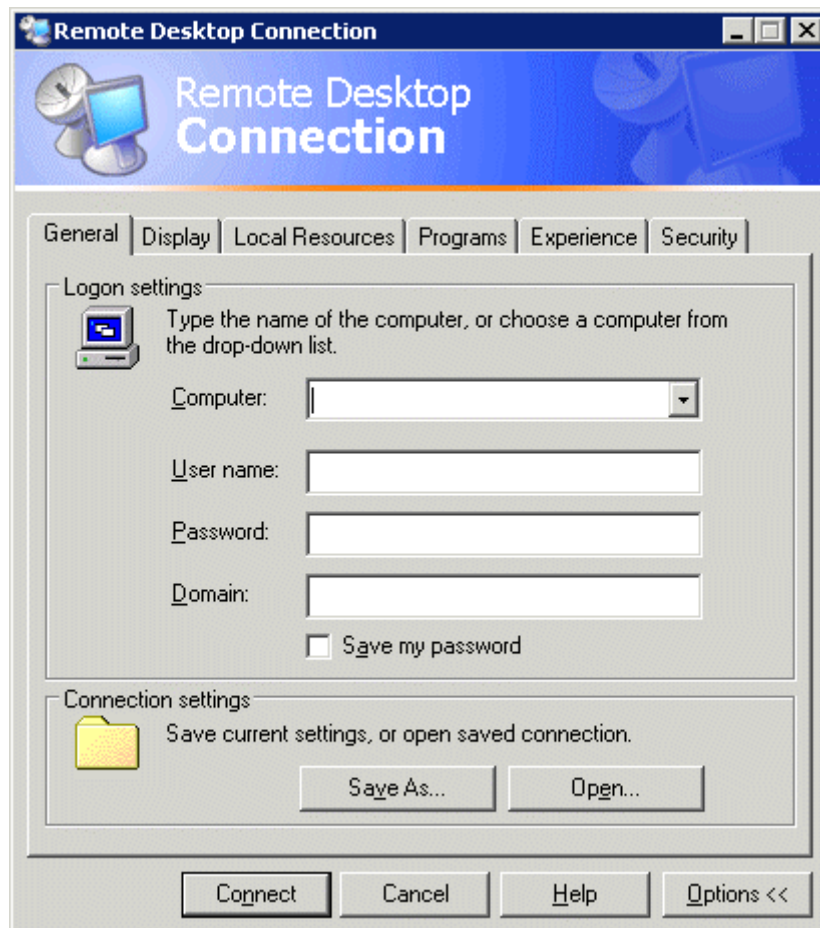 Remote Desktop Connection
Remote Desktop
Connection
General Display Local Resources Programs Experience Security
Logon settings
Type the name of the computer, or choose a computer from
the drop-down list.
Computer:
User name:
Password:
Domain:
Save my password
Connection settings
Save current settings, or open saved connection.
Save As... Open...
Connect Cancel Help Options <<